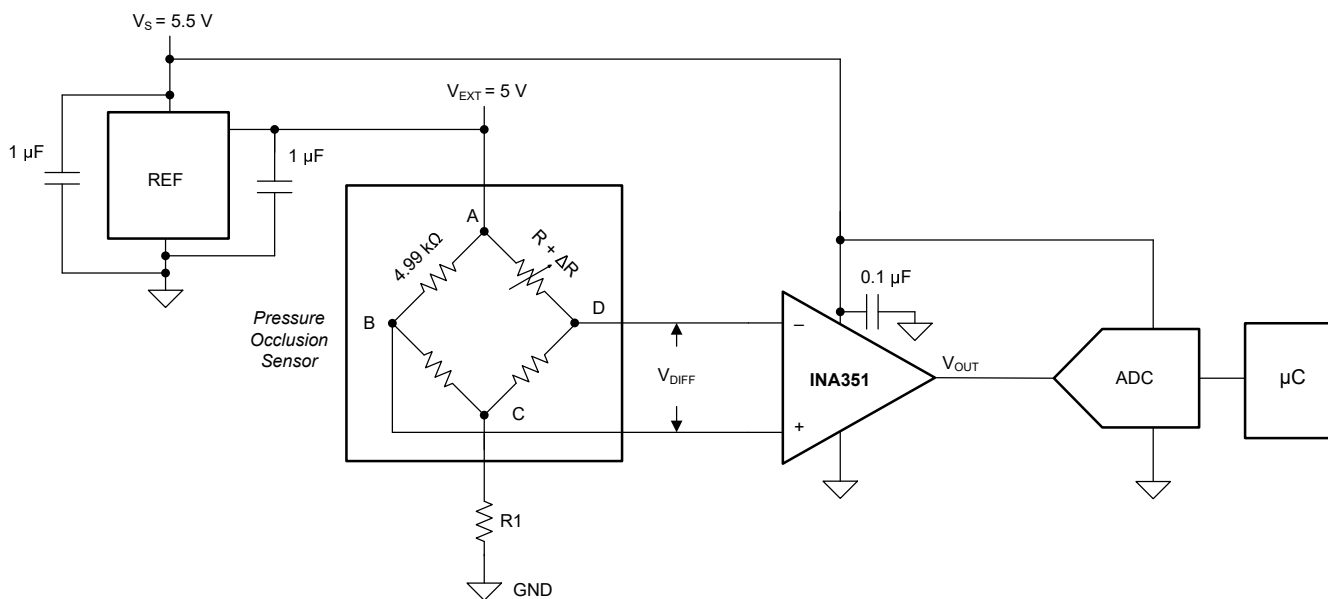 V_S = 5.5 V
V_EXT = 5 V
1 µF
REF
1 µF
A
4.99 kΩ
R + ΔR
B
D
C
Pressure
Occlusion
Sensor
V_DIFF
R1
GND
0.1 µF
–
INA351
+
V_OUT
ADC
µC